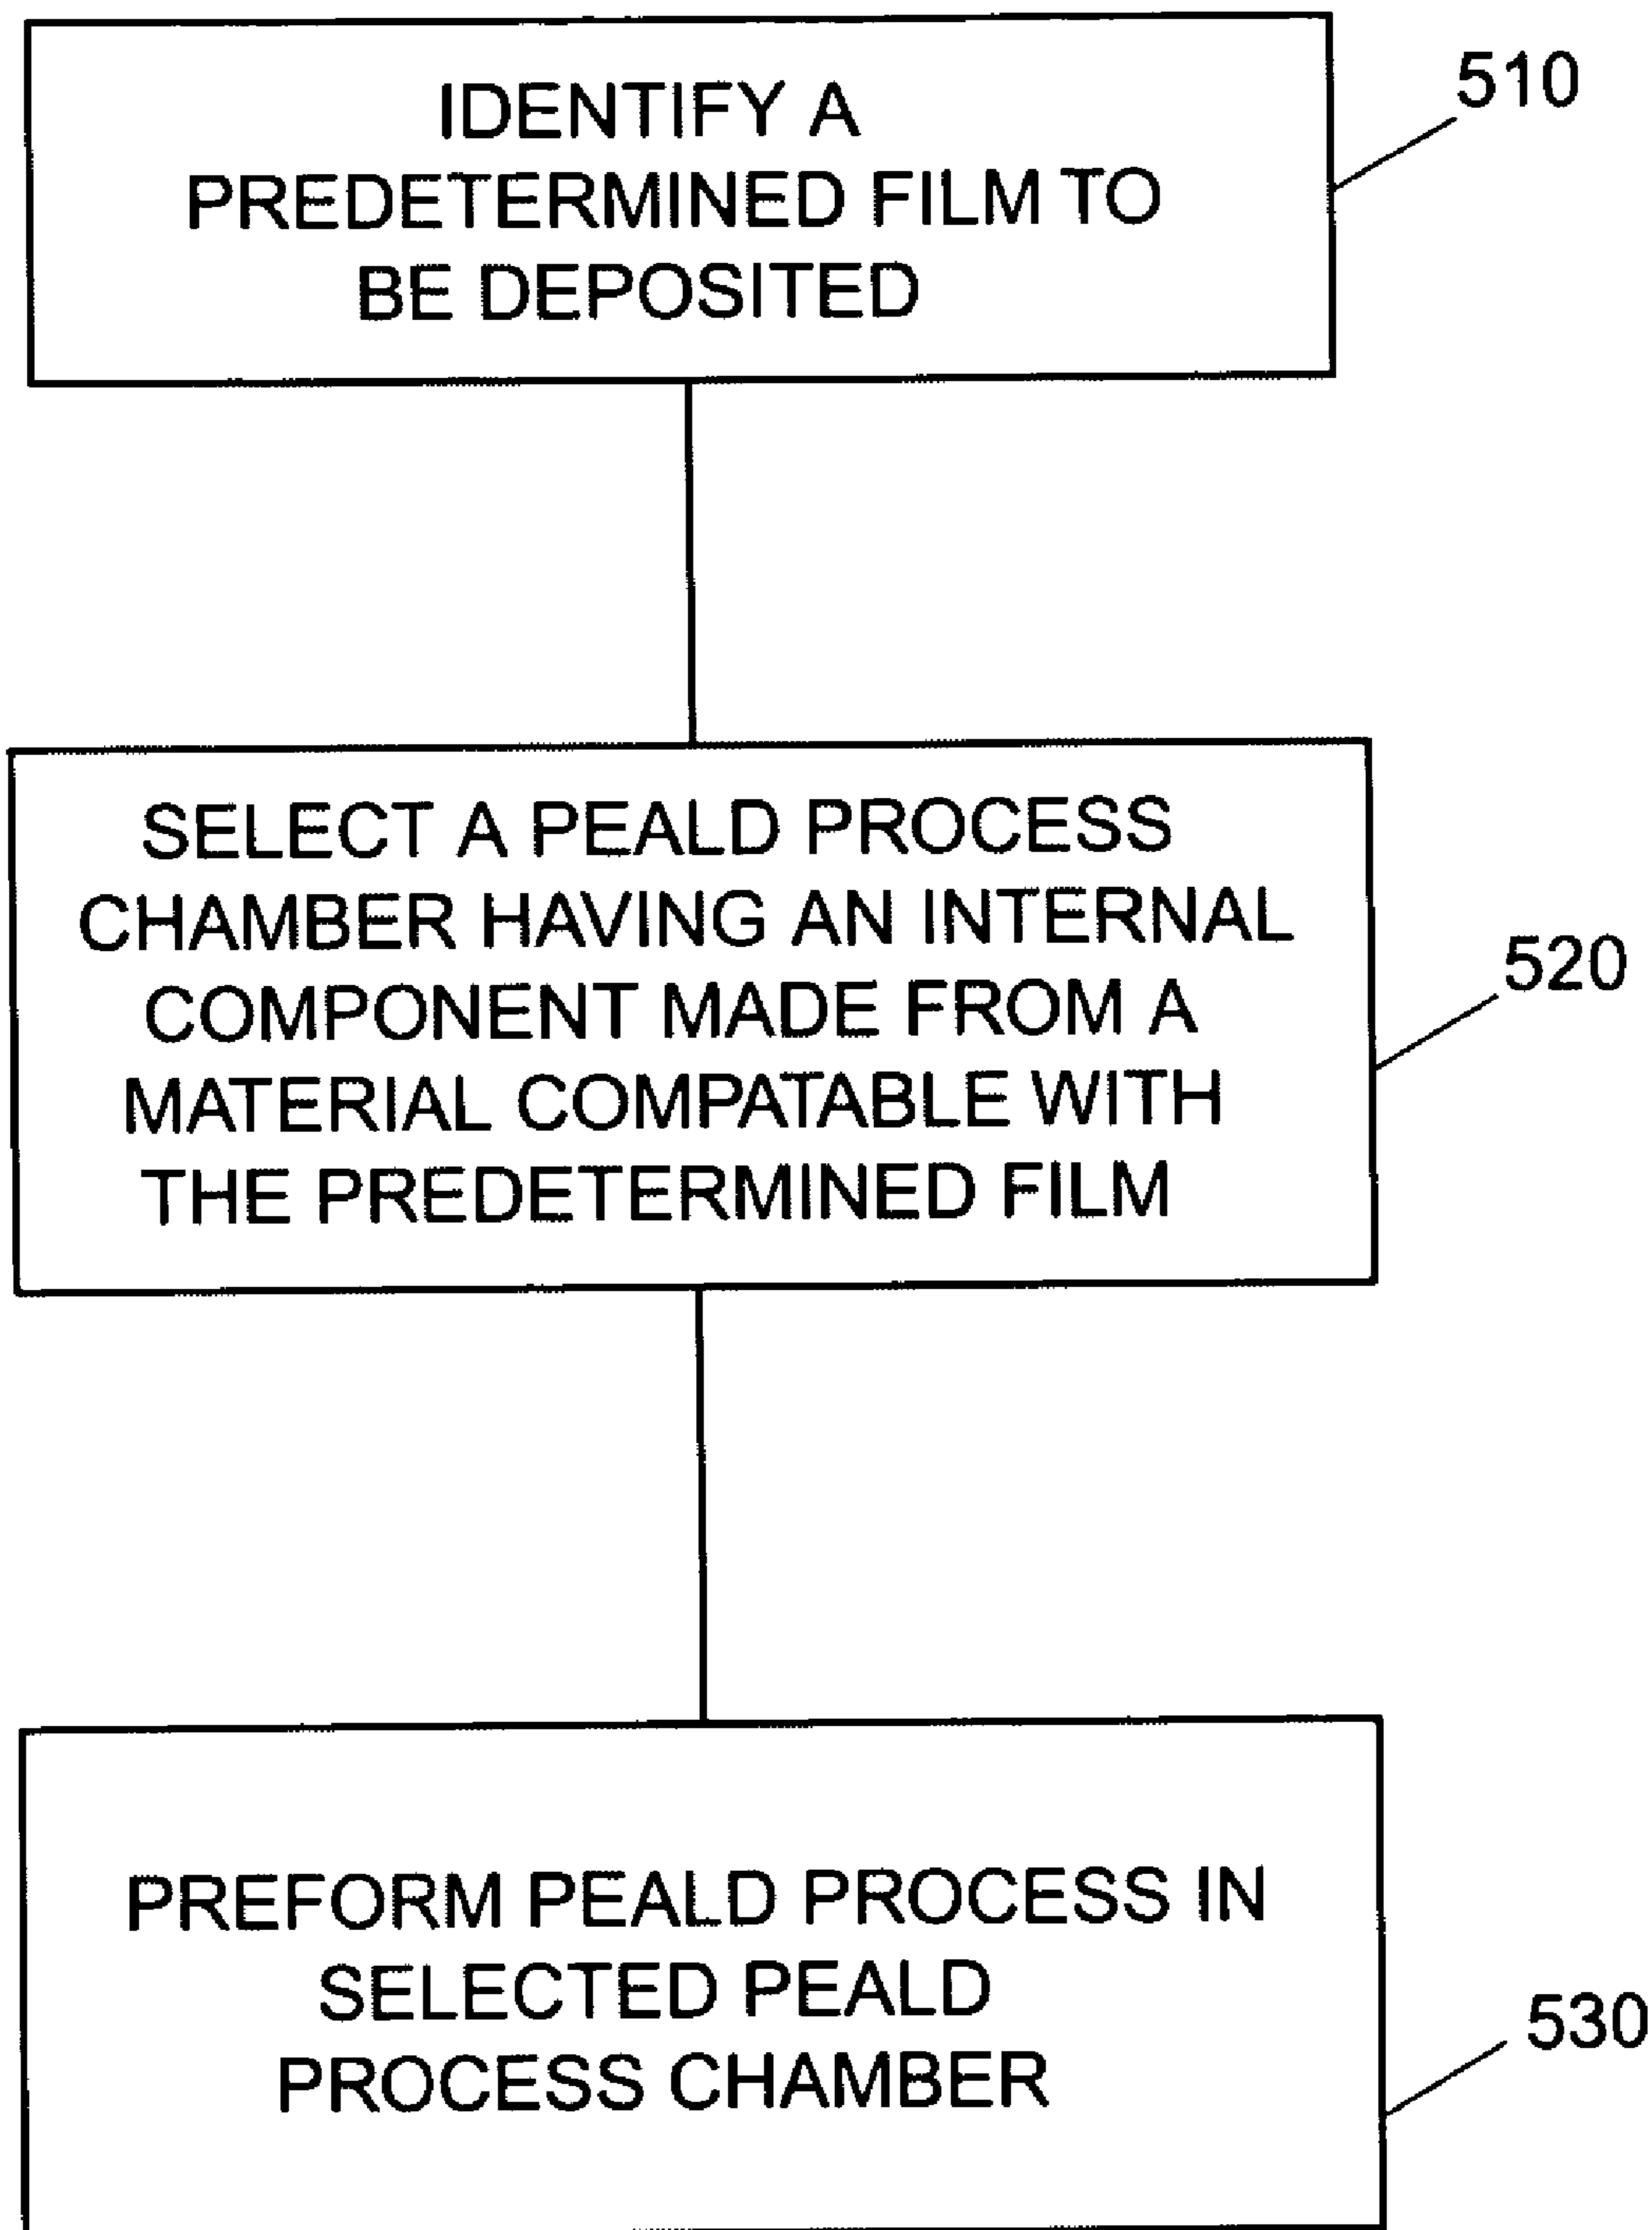 IDENTIFY A
PREDETERMINED FILM TO
BE DEPOSITED
510
SELECT A PEALD PROCESS
CHAMBER HAVING AN INTERNAL
COMPONENT MADE FROM A
MATERIAL COMPATABLE WITH
THE PREDETERMINED FILM
520
PREFORM PEALD PROCESS IN
SELECTED PEALD
PROCESS CHAMBER
530